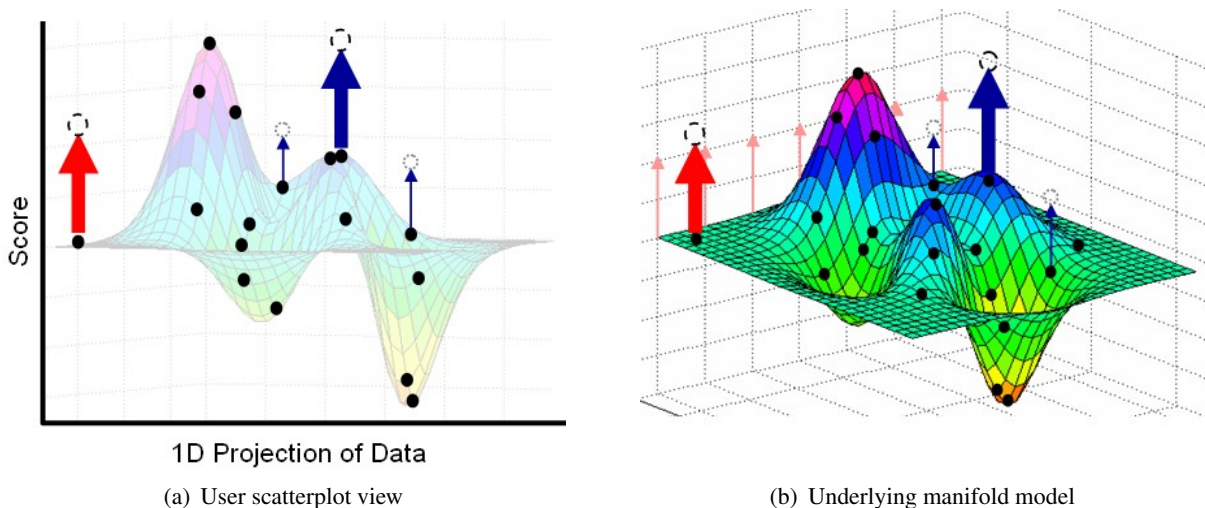 Score
1D Projection of Data
(a) User scatterplot view
(b) Underlying manifold model